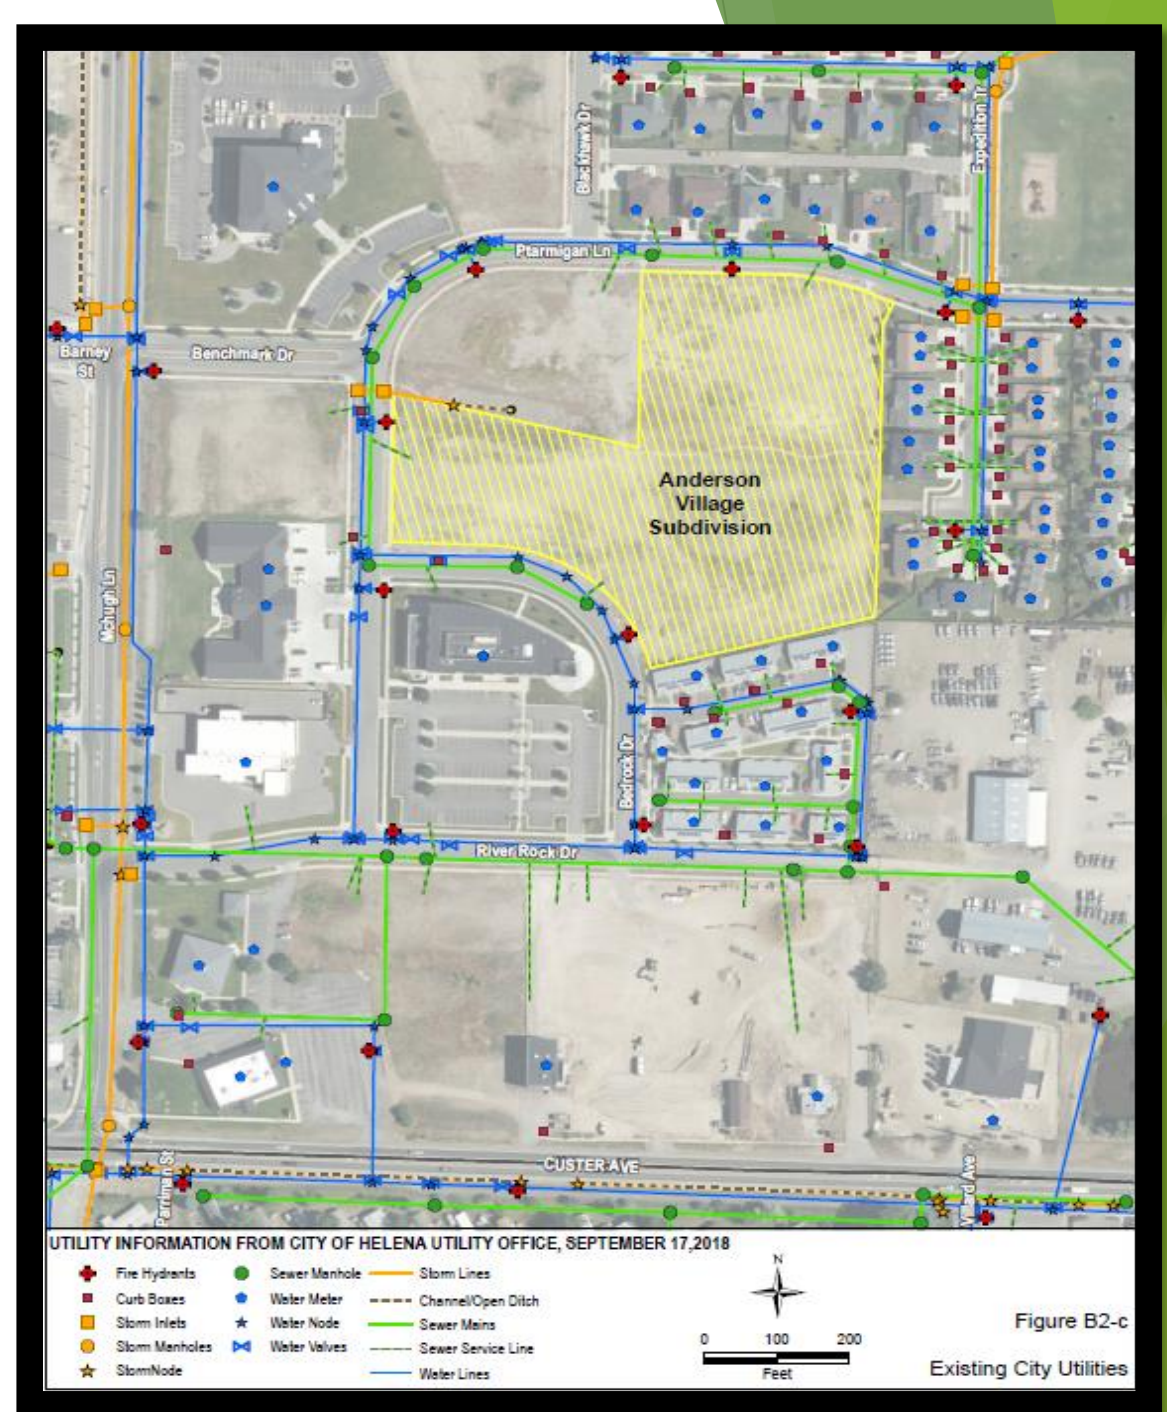 Blackhawk Dr
Expedition Tr
Ptarmigan Ln
Barney
St
Benchmark Dr
Anderson
Village
Subdivision
Mchugh Ln
Bedrock Dr
River Rock Dr
CUSTER AVE
Parriman St
Villard Ave
UTILITY INFORMATION FROM CITY OF HELENA UTILITY OFFICE, SEPTEMBER 17,2018
Fire Hydrants
Curb Boxes
Storm Inlets
Storm Manholes
StormNode
Sewer Manhole
Water Meter
Water Node
Water Valves
Storm Lines
Channel/Open Ditch
Sewer Mains
Sewer Service Line
Water Lines
N
0 100 200
Feet
Figure B2-c
Existing City Utilities